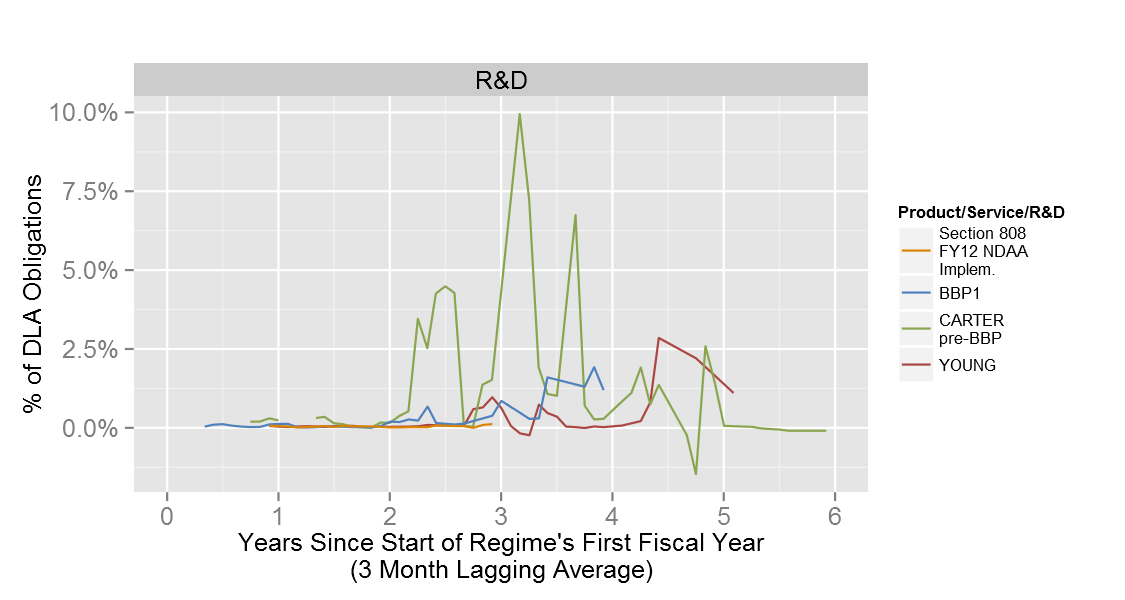 R&D
10.0%
7.5%
5.0%
2.5%
0.0%
% of DLA Obligations
0 1 2 3 4 5 6
Years Since Start of Regime's First Fiscal Year
(3 Month Lagging Average)
Product/Service/R&D
Section 808
FY12 NDAA
Implem.
BBP1
CARTER
pre-BBP
YOUNG